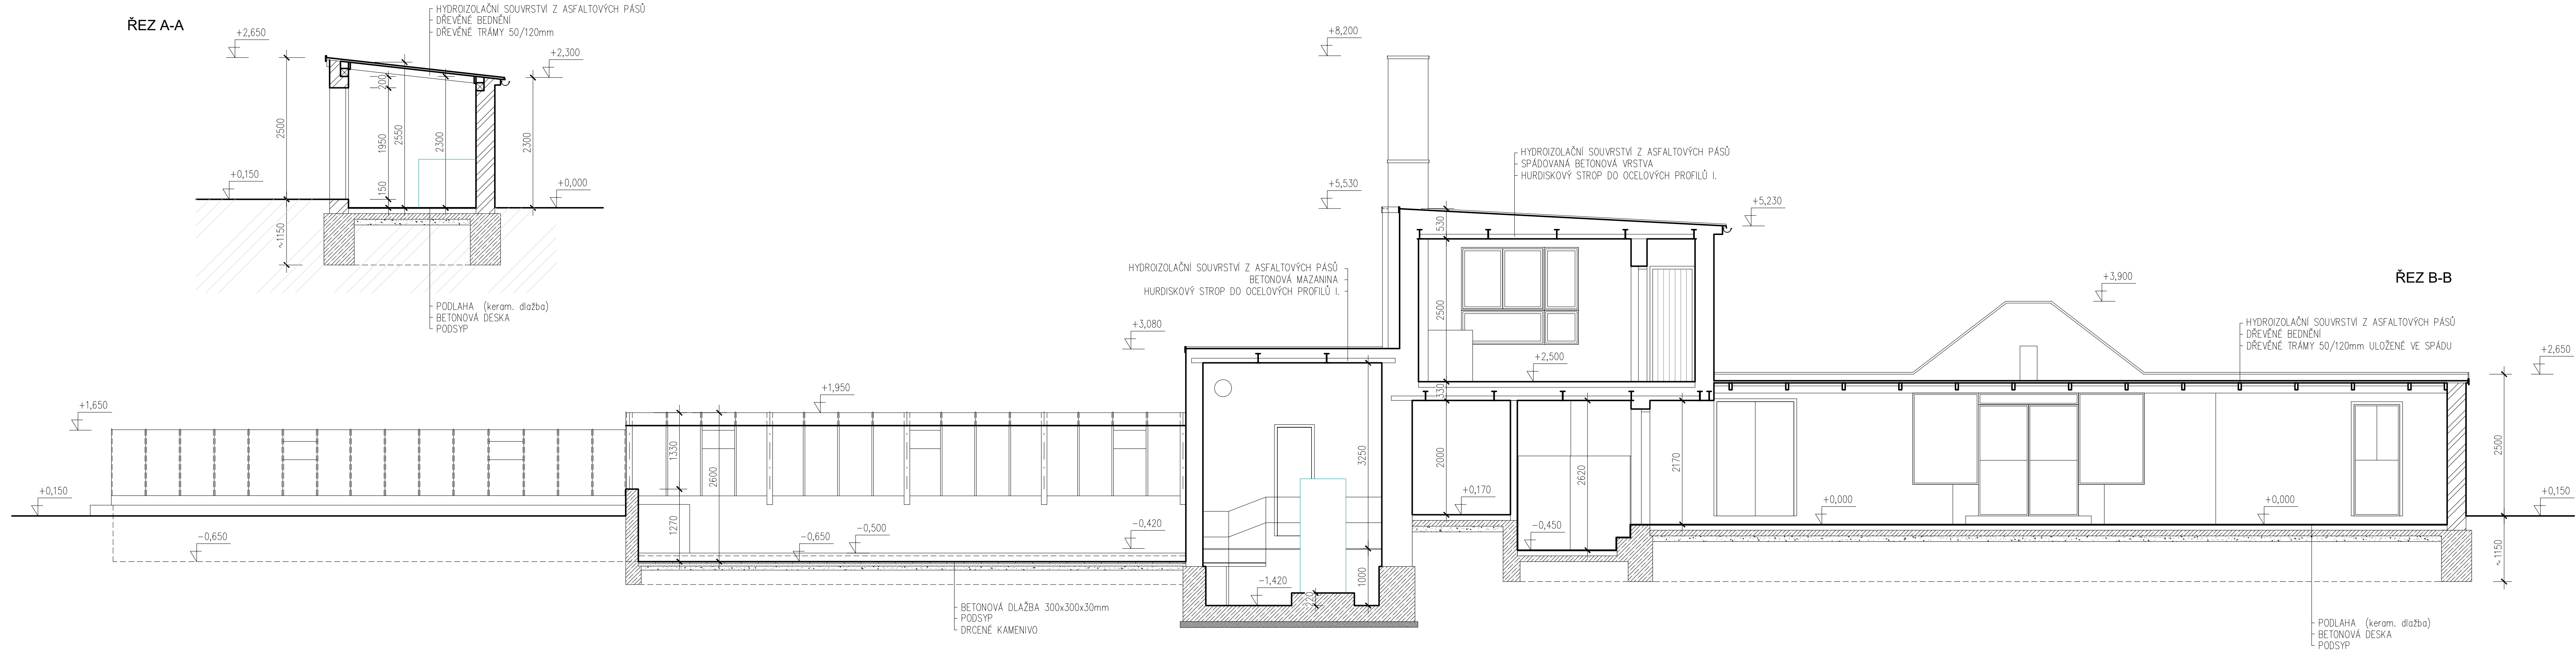 ŘEZ A-A
HYDROIZOLAČNÍ SOUVRSTVÍ Z ASFALTOVÝCH PÁSŮ
DŘEVĚNÉ BEDNĚNÍ
DŘEVĚNÉ TRÁMY 50/120mm
+2,650
+2,300
200
2500
1950
2550
2300
2300
+0,150
150
+0,000
~1150
PODLAHA (keram. dlažba)
BETONOVÁ DESKA
PODSYP
+8,200
HYDROIZOLAČNÍ SOUVRSTVÍ Z ASFALTOVÝCH PÁSŮ
SPÁDOVANÁ BETONOVÁ VRSTVA
HURDISKOVÝ STROP DO OCELOVÝCH PROFILŮ I.
+5,530
+5,230
530
HYDROIZOLAČNÍ SOUVRSTVÍ Z ASFALTOVÝCH PÁSŮ
BETONOVÁ MAZANINA
HURDISKOVÝ STROP DO OCELOVÝCH PROFILŮ I.
ŘEZ B-B
+3,900
2500
+3,080
HYDROIZOLAČNÍ SOUVRSTVÍ Z ASFALTOVÝCH PÁSŮ
DŘEVĚNÉ BEDNĚNÍ
DŘEVĚNÉ TRÁMY 50/120mm ULOŽENÉ VE SPÁDU
+2,500
+2,650
330
+1,950
+1,650
1330
2600
3250
2000
2620
2170
2500
+0,150
+0,170
+0,000
+0,000
+0,150
1270
-0,500
-0,420
-0,450
-0,650
-0,650
~1150
1000
-1,420
220
BETONOVÁ DLAŽBA 300x300x30mm
PODSYP
DRCENÉ KAMENIVO
PODLAHA (keram. dlažba)
BETONOVÁ DESKA
PODSYP